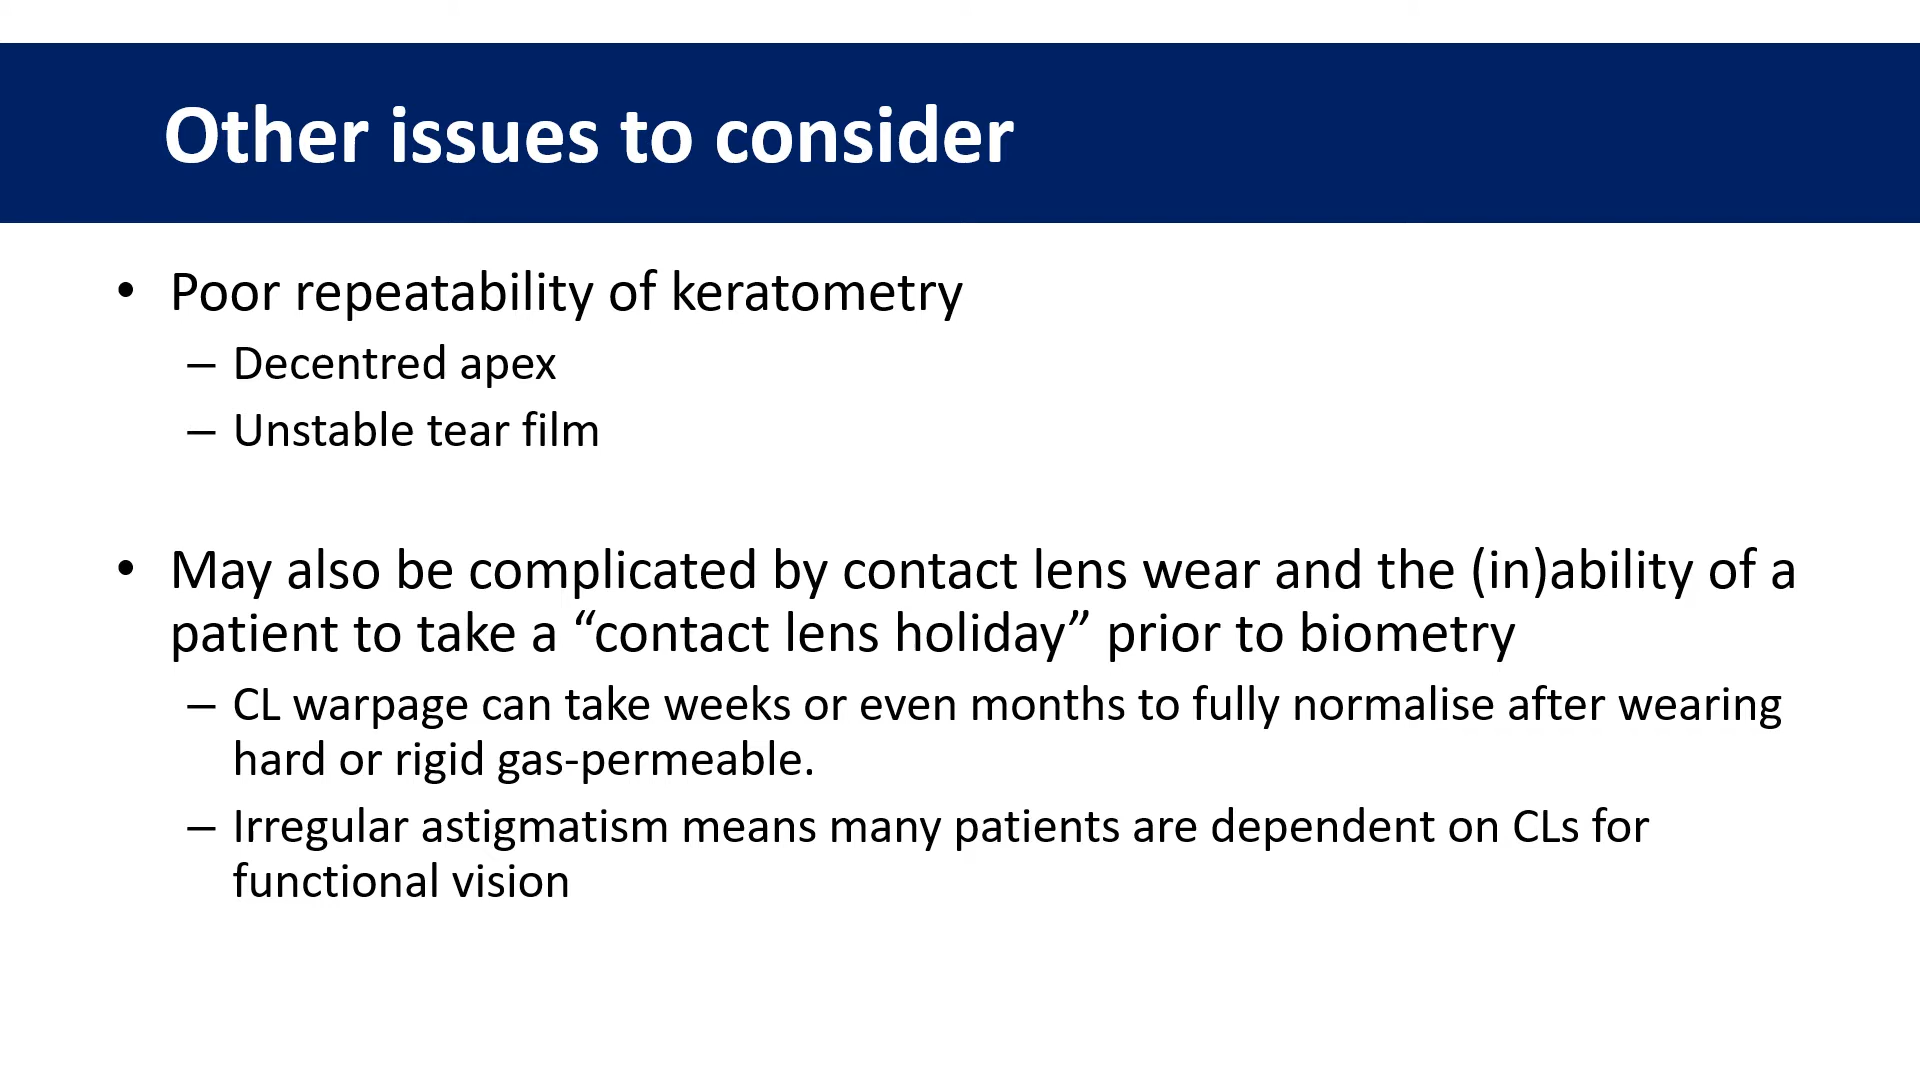 Other issues to consider
• Poor repeatability of keratometry
– Decentred apex
– Unstable tear film
• May also be complicated by contact lens wear and the (in)ability of a
patient to take a “contact lens holiday” prior to biometry
– CL warpage can take weeks or even months to fully normalise after wearing
hard or rigid gas-permeable.
– Irregular astigmatism means many patients are dependent on CLs for
functional vision